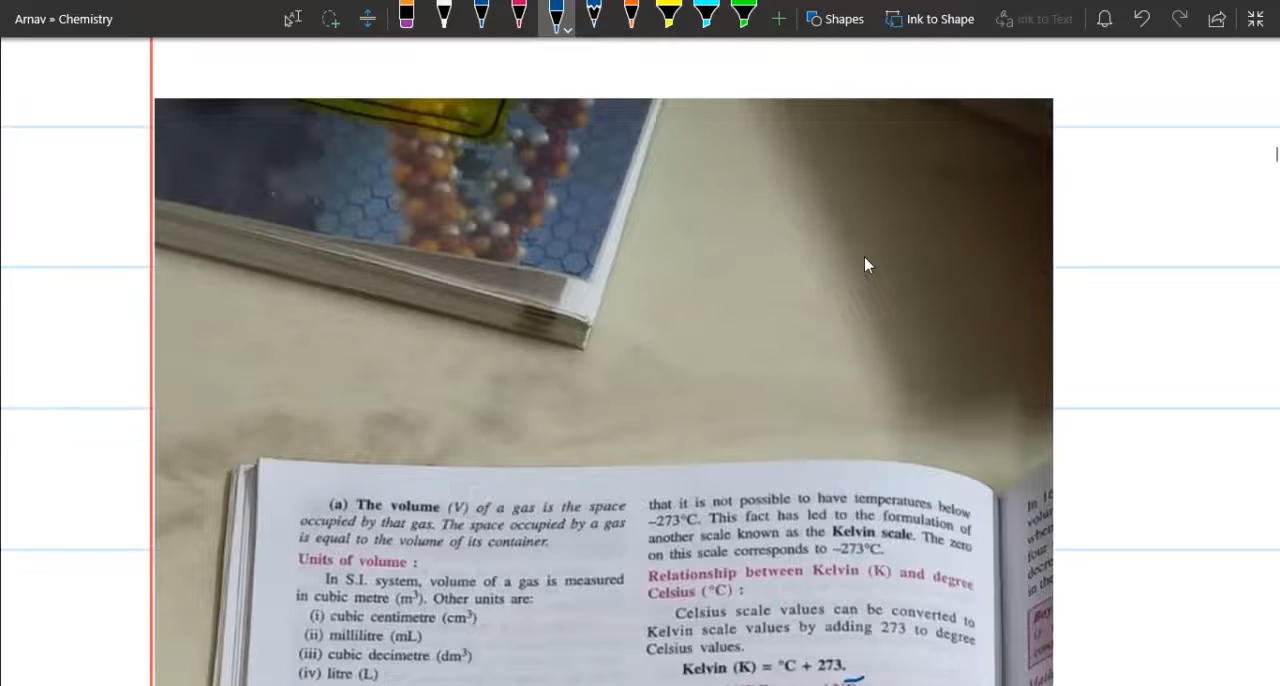 Arnav » Chemistry
Shapes
Ink to Shape
Ink to Text
(a) The volume (V) of a gas is the space
occupied by that gas. The space occupied by a gas
is equal to the volume of its container.
Units of volume :
In S.I. system, volume of a gas is measured
in cubic metre (m³). Other units are:
(i) cubic centimetre (cm³)
(ii) millilitre (mL)
(iii) cubic decimetre (dm³)
(iv) litre (L)
that it is not possible to have temperatures below
–273°C. This fact has led to the formulation of
another scale known as the Kelvin scale. The zero
on this scale corresponds to –273°C.
Relationship between Kelvin (K) and degree
Celsius (°C) :
Celsius scale values can be converted to
Kelvin scale values by adding 273 to degree
Celsius values.
Kelvin (K) = °C + 273.